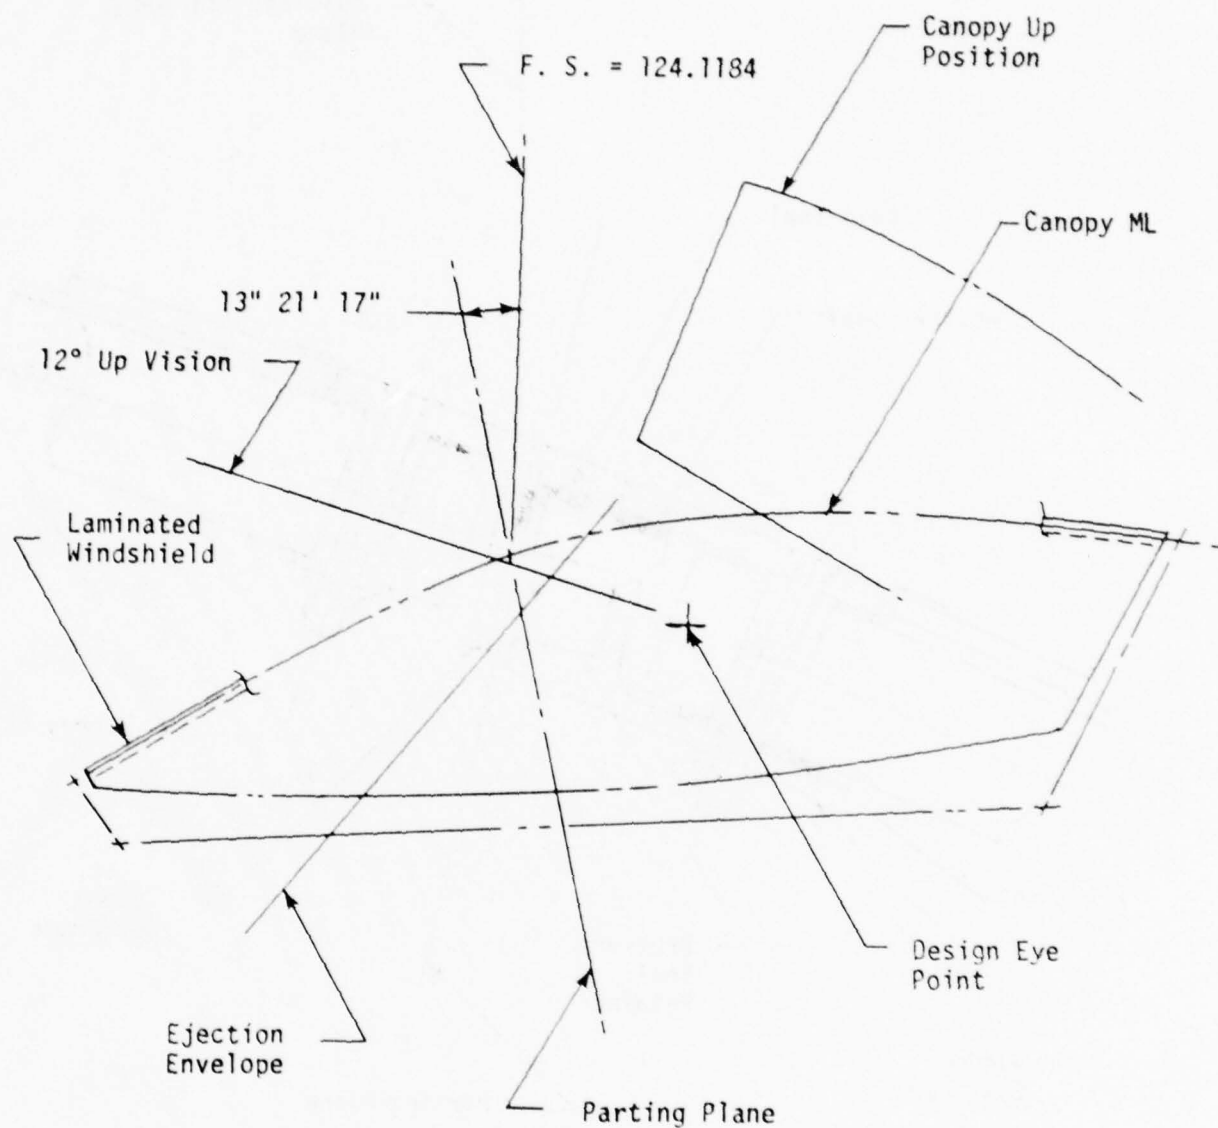 Canopy Up
Position
F. S. = 124.1184
Canopy ML
13" 21' 17"
12° Up Vision
Laminated
Windshield
Design Eye
Point
Ejection
Envelope
Parting Plane